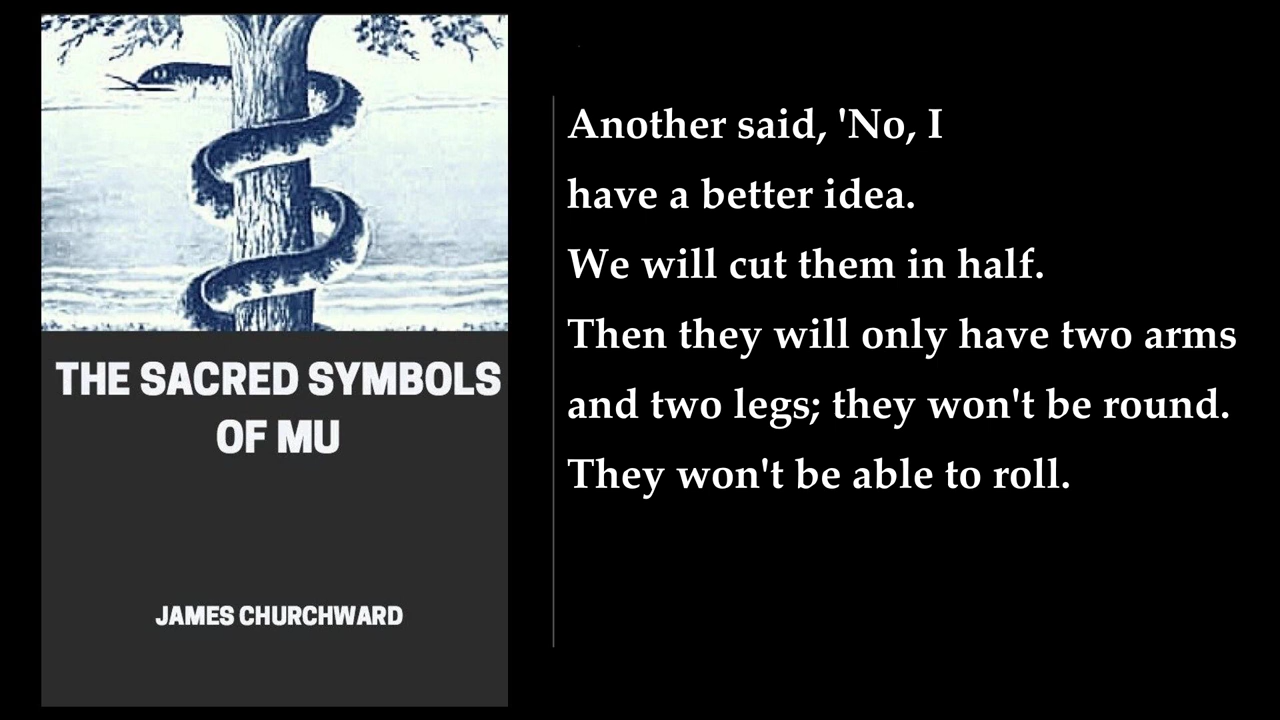 THE SACRED SYMBOLS
OF MU
JAMES CHURCHWARD
Another said, 'No, I
have a better idea.
We will cut them in half.
Then they will only have two arms
and two legs; they won't be round.
They won't be able to roll.